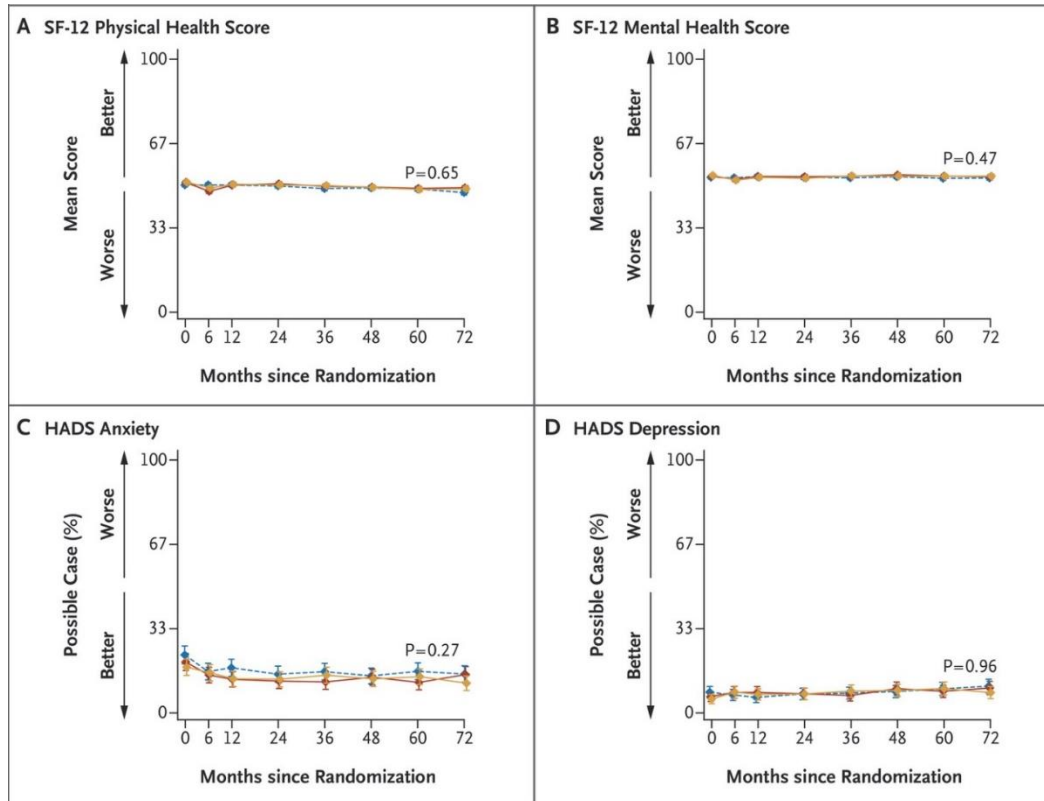 A SF-12 Physical Health Score
Better
Mean Score
Worse
100
67
33
0
P=0.65
0 6 12 24 36 48 60 72
Months since Randomization
B SF-12 Mental Health Score
Better
Mean Score
Worse
100
67
33
0
P=0.47
0 6 12 24 36 48 60 72
Months since Randomization
C HADS Anxiety
Worse
Possible Case (%)
Better
100
67
33
0
P=0.27
0 6 12 24 36 48 60 72
Months since Randomization
D HADS Depression
Worse
Possible Case (%)
Better
100
67
33
0
P=0.96
0 6 12 24 36 48 60 72
Months since Randomization